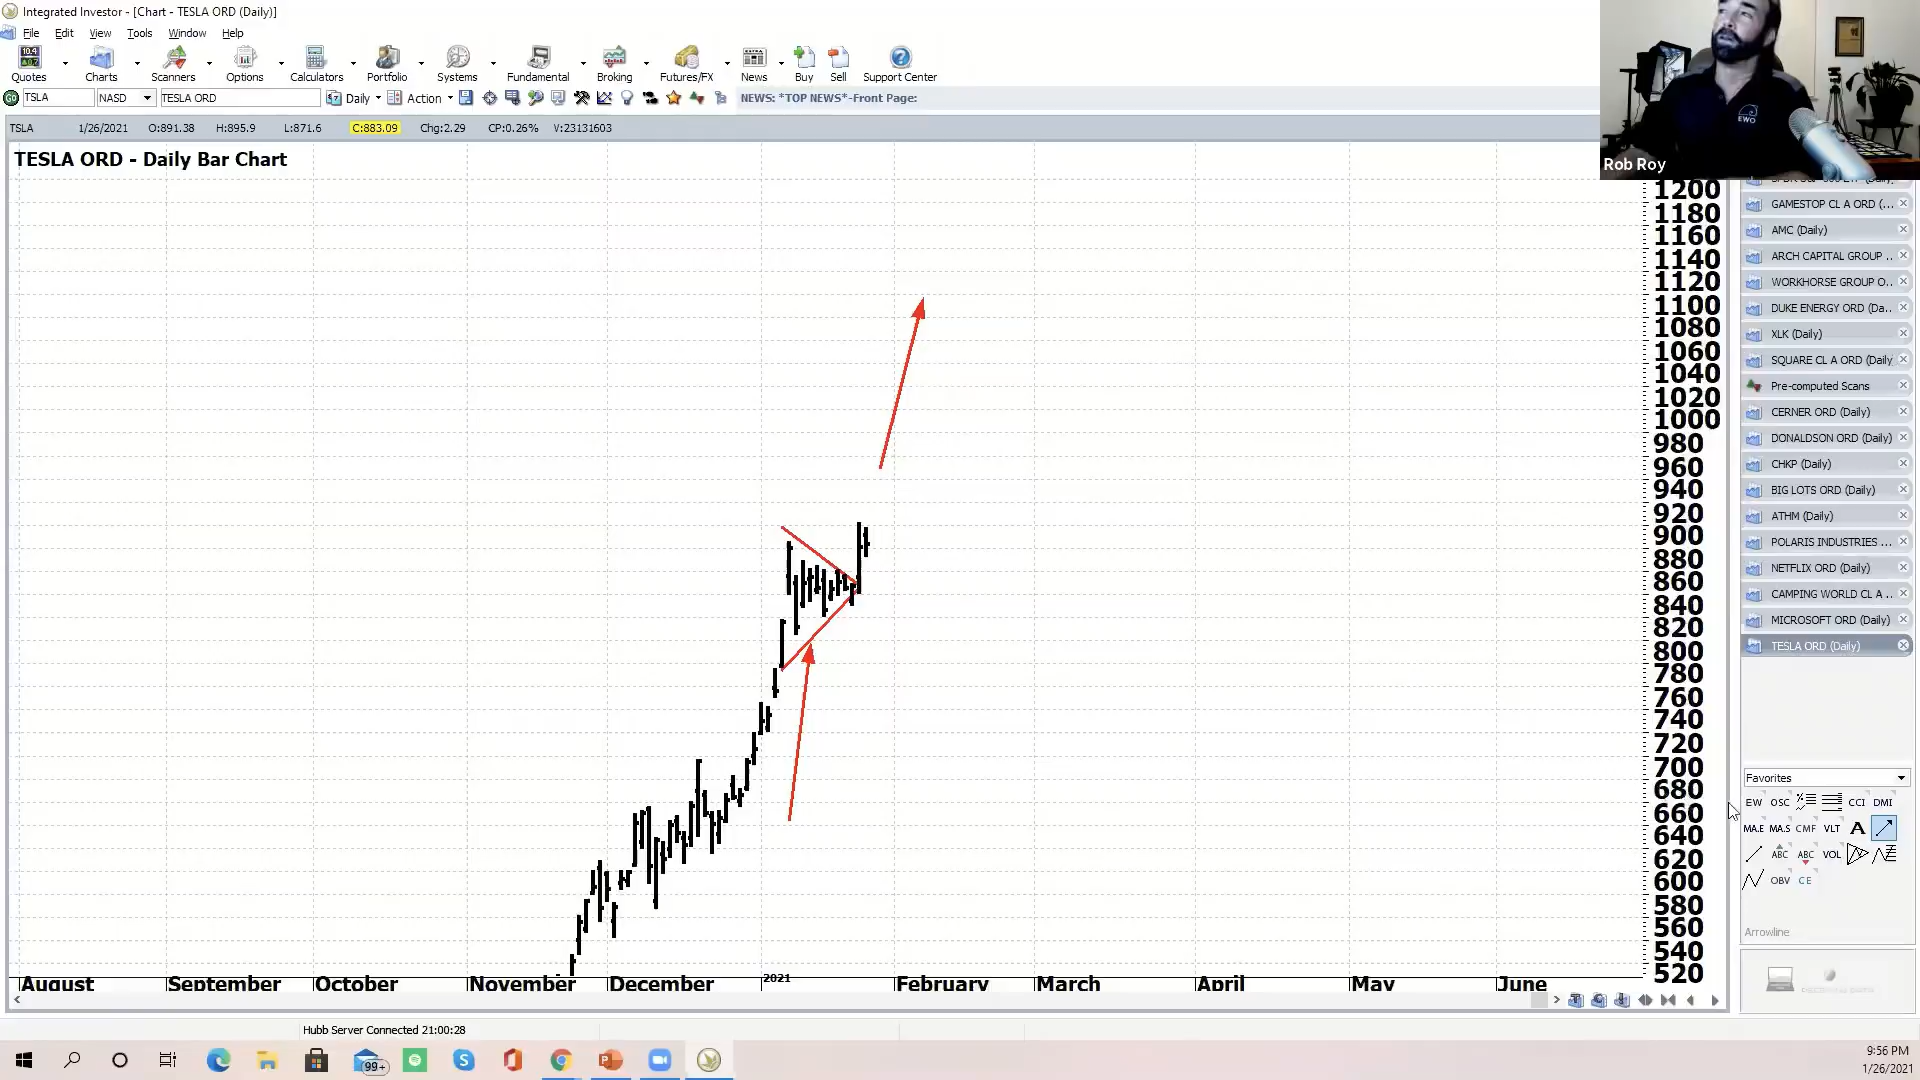 Integrated Investor - [Chart - TESLA ORD (Daily)]
File Edit View Tools Window Help
Quotes Charts Scanners Options Calculators Portfolio Systems Fundamental Broking Futures/FX News Buy Sell Support Center
TSLA NASD TESLA ORD Daily Action NEWS: *TOP NEWS*-Front Page:
TSLA 1/26/2021 O:891.38 H:895.9 L:871.6 C:883.09 Chg:2.29 CP:0.26% V:23131603
TESLA ORD - Daily Bar Chart
EWO
Rob Roy
1200
1180
1160
1140
1120
1100
1080
1060
1040
1020
1000
980
960
940
920
900
880
860
840
820
800
780
760
740
720
700
680
660
640
620
600
580
560
540
520
August September October November December 2021 February March April May June
GAMESTOP CL A ORD (...
AMC (Daily)
ARCH CAPITAL GROUP ..
WORKHORSE GROUP O..
DUKE ENERGY ORD (Da..
XLK (Daily)
SQUARE CL A ORD (Daily
Pre-computed Scans
CERNER ORD (Daily)
DONALDSON ORD (Daily)
CHKP (Daily)
BIG LOTS ORD (Daily)
ATHM (Daily)
POLARIS INDUSTRIES ...
NETFLIX ORD (Daily)
CAMPING WORLD CL A ..
MICROSOFT ORD (Daily)
TESLA ORD (Daily)
Favorites
EW OSC CCI DMI
MA.E MA.S CMF VLT A
ABC ABC VOL
OBV CE
Arrowline
Hubb Server Connected 21:00:28
99+
9:56 PM
1/26/2021